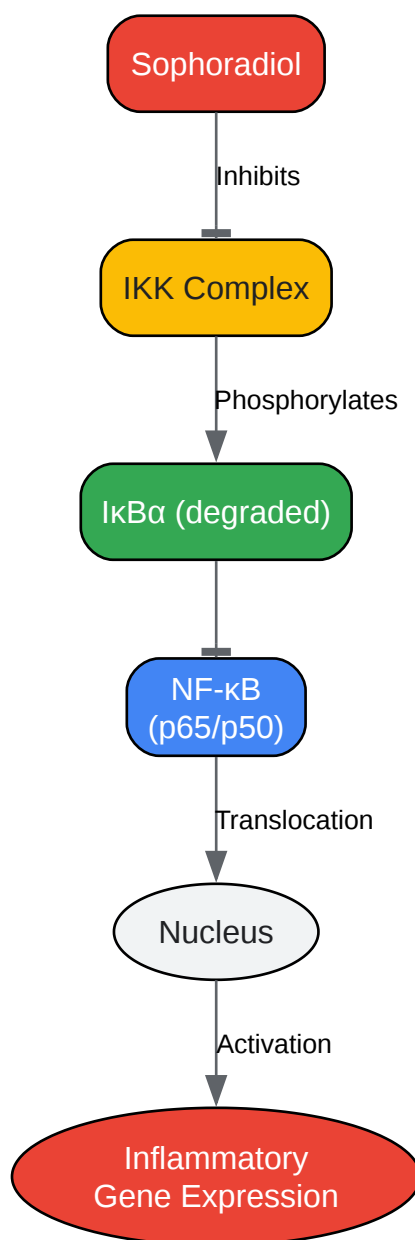 Sophoradiol
Inhibits
IKK Complex
Phosphorylates
IκBα (degraded)
NF-κB
(p65/p50)
Translocation
Nucleus
Activation
Inflammatory
Gene Expression